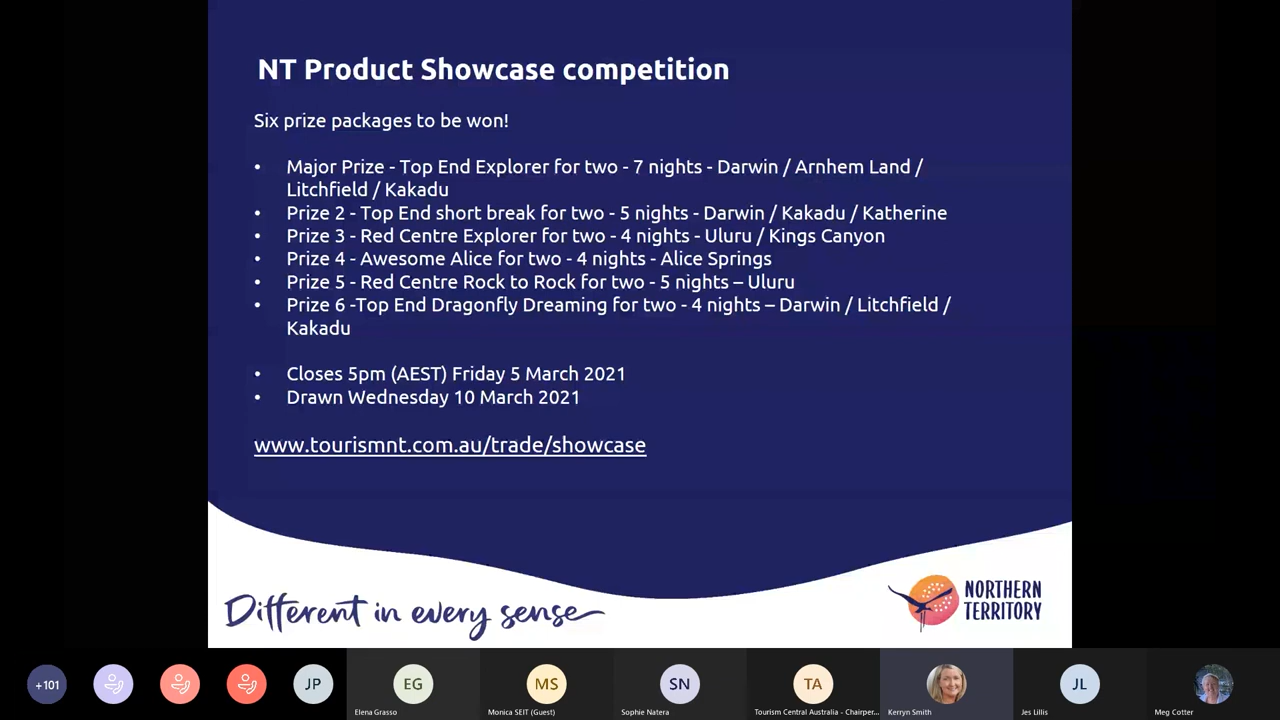 NT Product Showcase competition
Six prize packages to be won!
• Major Prize - Top End Explorer for two - 7 nights - Darwin / Arnhem Land /
Litchfield / Kakadu
• Prize 2 - Top End short break for two - 5 nights - Darwin / Kakadu / Katherine
• Prize 3 - Red Centre Explorer for two - 4 nights - Uluru / Kings Canyon
• Prize 4 - Awesome Alice for two - 4 nights - Alice Springs
• Prize 5 - Red Centre Rock to Rock for two - 5 nights – Uluru
• Prize 6 -Top End Dragonfly Dreaming for two - 4 nights – Darwin / Litchfield /
Kakadu
• Closes 5pm (AEST) Friday 5 March 2021
• Drawn Wednesday 10 March 2021
www.tourismnt.com.au/trade/showcase
Different in every sense
NORTHERN
TERRITORY
+101
JP
EG
MS
SN
TA
JL
Elena Grasso
Monica SEIT (Guest)
Sophie Natera
Tourism Central Australia - Chairper...
Kerryn Smith
Jes Lillis
Meg Cotter